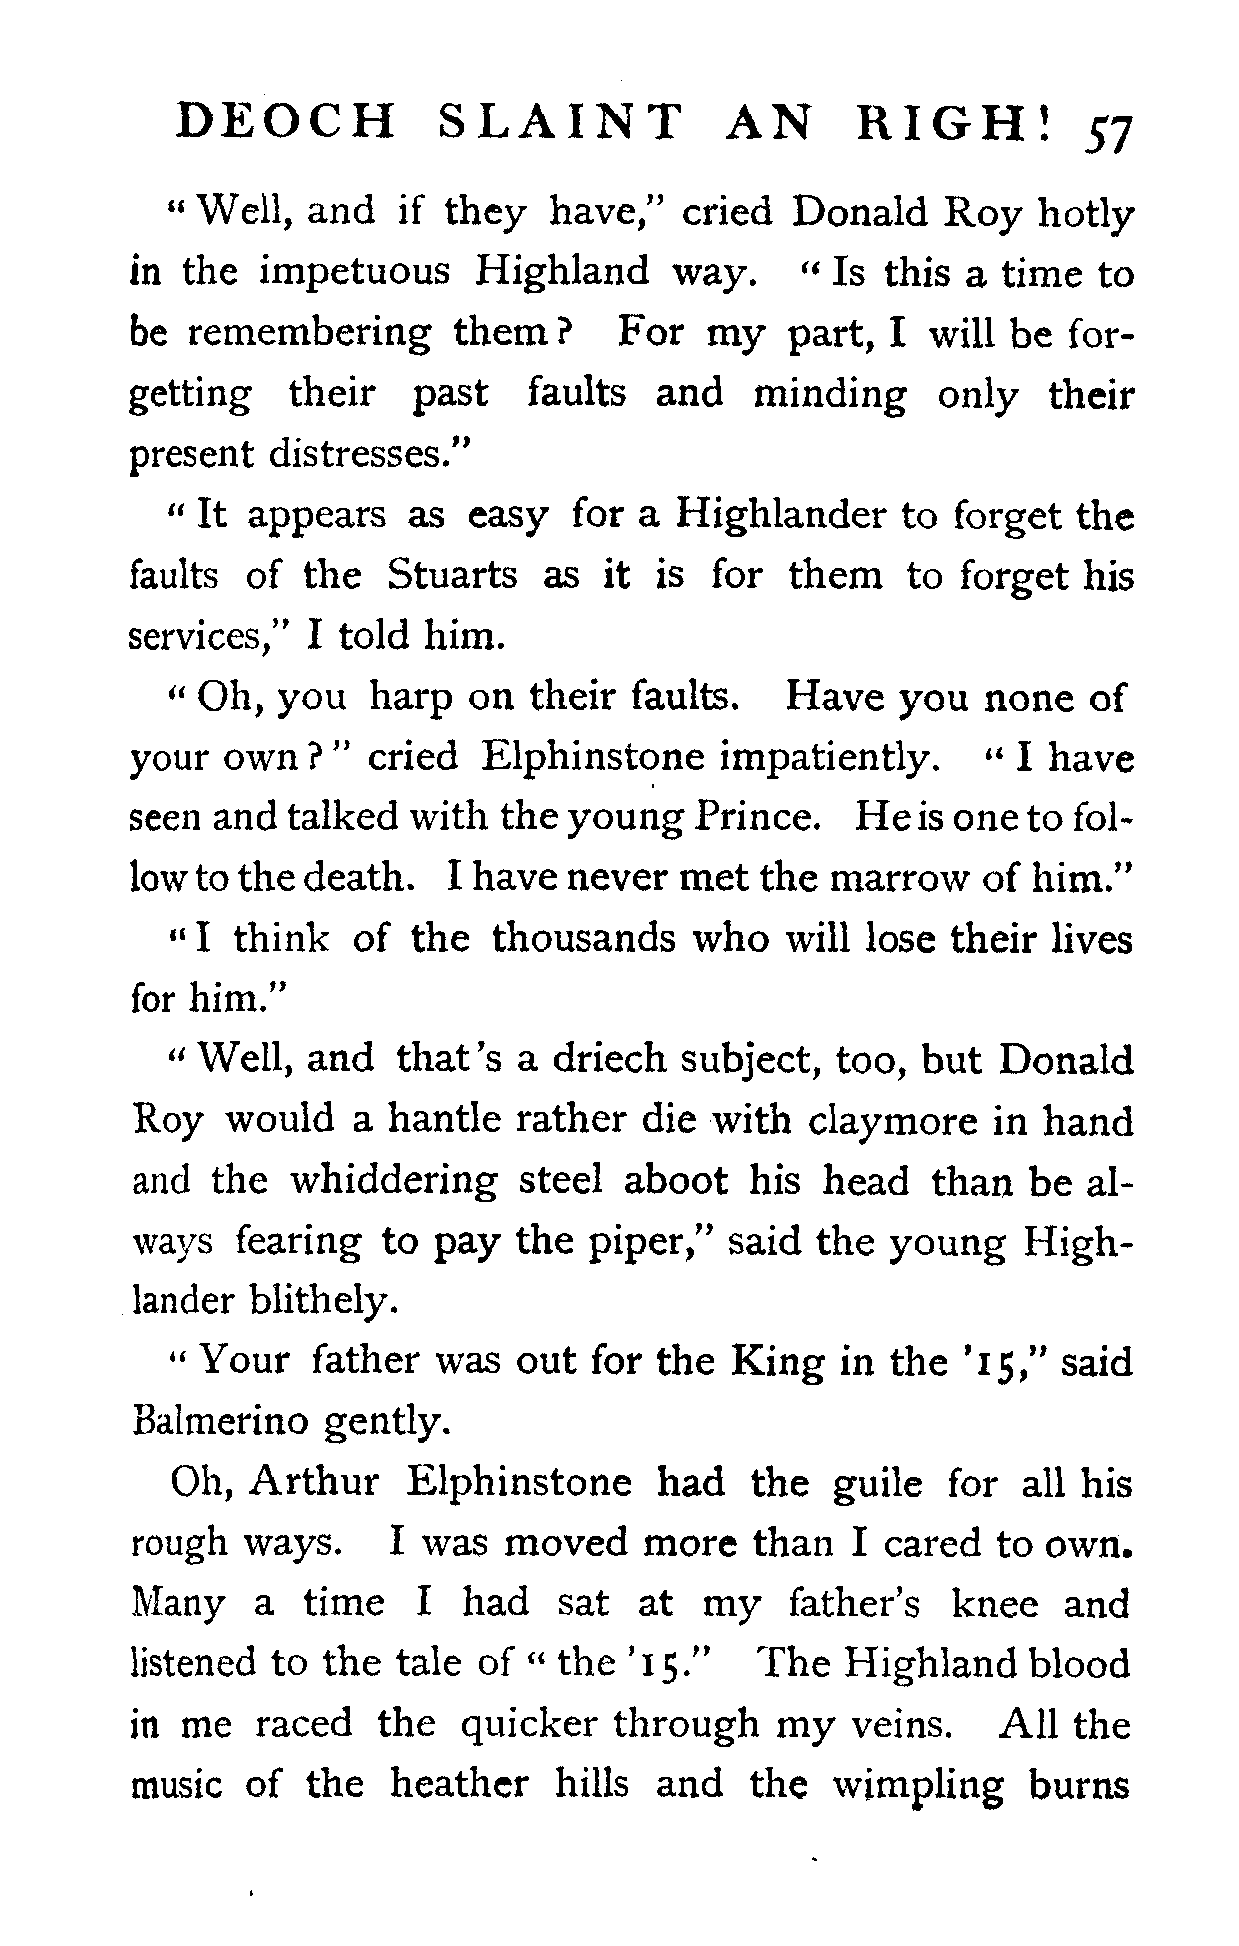 DEOCH SLAINT AN RIGH! 57
“ Well, and if they have,” cried Donald Roy hotly
in the impetuous Highland way. “ Is this a time to
be remembering them ? For my part, I will be for-
getting their past faults and minding only their
present distresses.”
“ It appears as easy for a Highlander to forget the
faults of the Stuarts as it is for them to forget his
services,” I told him.
“ Oh, you harp on their faults. Have you none of
your own ? ” cried Elphinstone impatiently. “ I have
seen and talked with the young Prince. He is one to fol-
low to the death. I have never met the marrow of him.”
“ I think of the thousands who will lose their lives
for him.”
“ Well, and that 's a driech subject, too, but Donald
Roy would a hantle rather die with claymore in hand
and the whiddering steel aboot his head than be al-
ways fearing to pay the piper,” said the young High-
lander blithely.
“ Your father was out for the King in the '15,” said
Balmerino gently.
Oh, Arthur Elphinstone had the guile for all his
rough ways. I was moved more than I cared to own.
Many a time I had sat at my father's knee and
listened to the tale of “ the '15.” The Highland blood
in me raced the quicker through my veins. All the
music of the heather hills and the wimpling burns